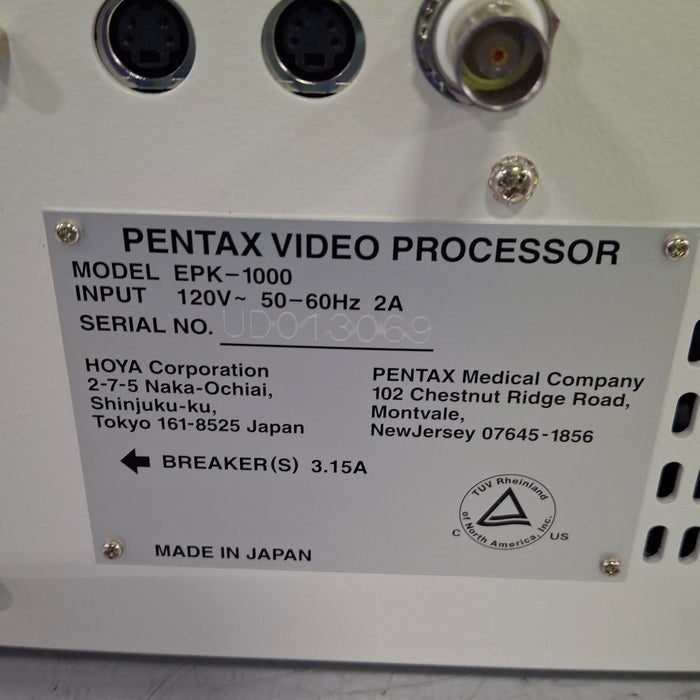 PENTAX VIDEO PROCESSOR
MODEL EPK-1000
INPUT 120V~ 50-60Hz 2A
SERIAL NO. UD013069
HOYA Corporation
2-7-5 Naka-Ochiai,
Shinjuku-ku,
Tokyo 161-8525 Japan
PENTAX Medical Company
102 Chestnut Ridge Road,
Montvale,
NewJersey 07645-1856
BREAKER(S) 3.15A
TÜV Rheinland
of North America, Inc.
C US
MADE IN JAPAN